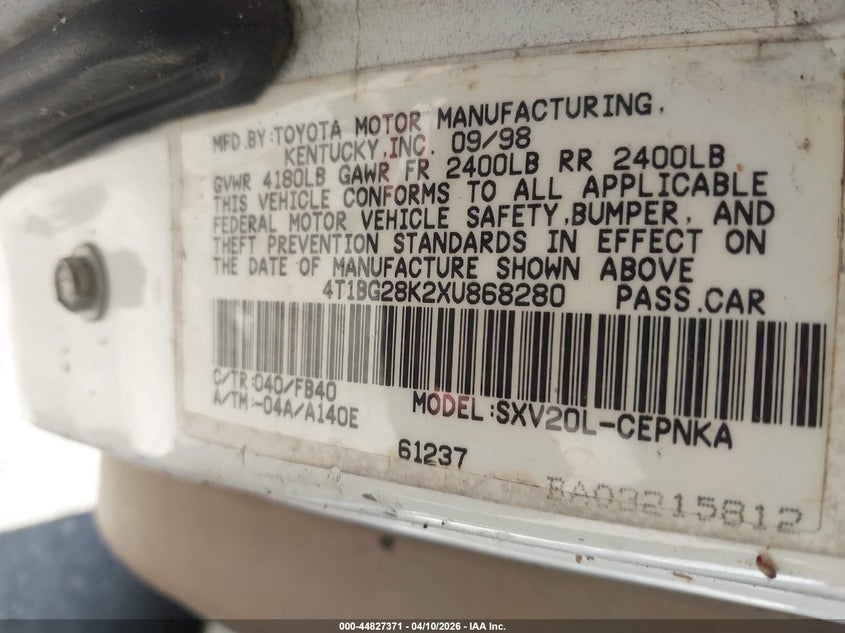 MFD.BY:TOYOTA MOTOR MANUFACTURING,
KENTUCKY,INC. 09/98
GVWR 4180LB GAWR FR 2400LB RR 2400LB
THIS VEHICLE CONFORMS TO ALL APPLICABLE
FEDERAL MOTOR VEHICLE SAFETY,BUMPER, AND
THEFT PREVENTION STANDARDS IN EFFECT ON
THE DATE OF MANUFACTURE SHOWN ABOVE
4T1BG28K2XU868280 PASS.CAR
C/TR:040/FB40
A/TM:-04A/A140E
MODEL:SXV20L-CEPNKA
61237
BA03215812
000-44827371 | 04/10/2026 | IAA Inc.